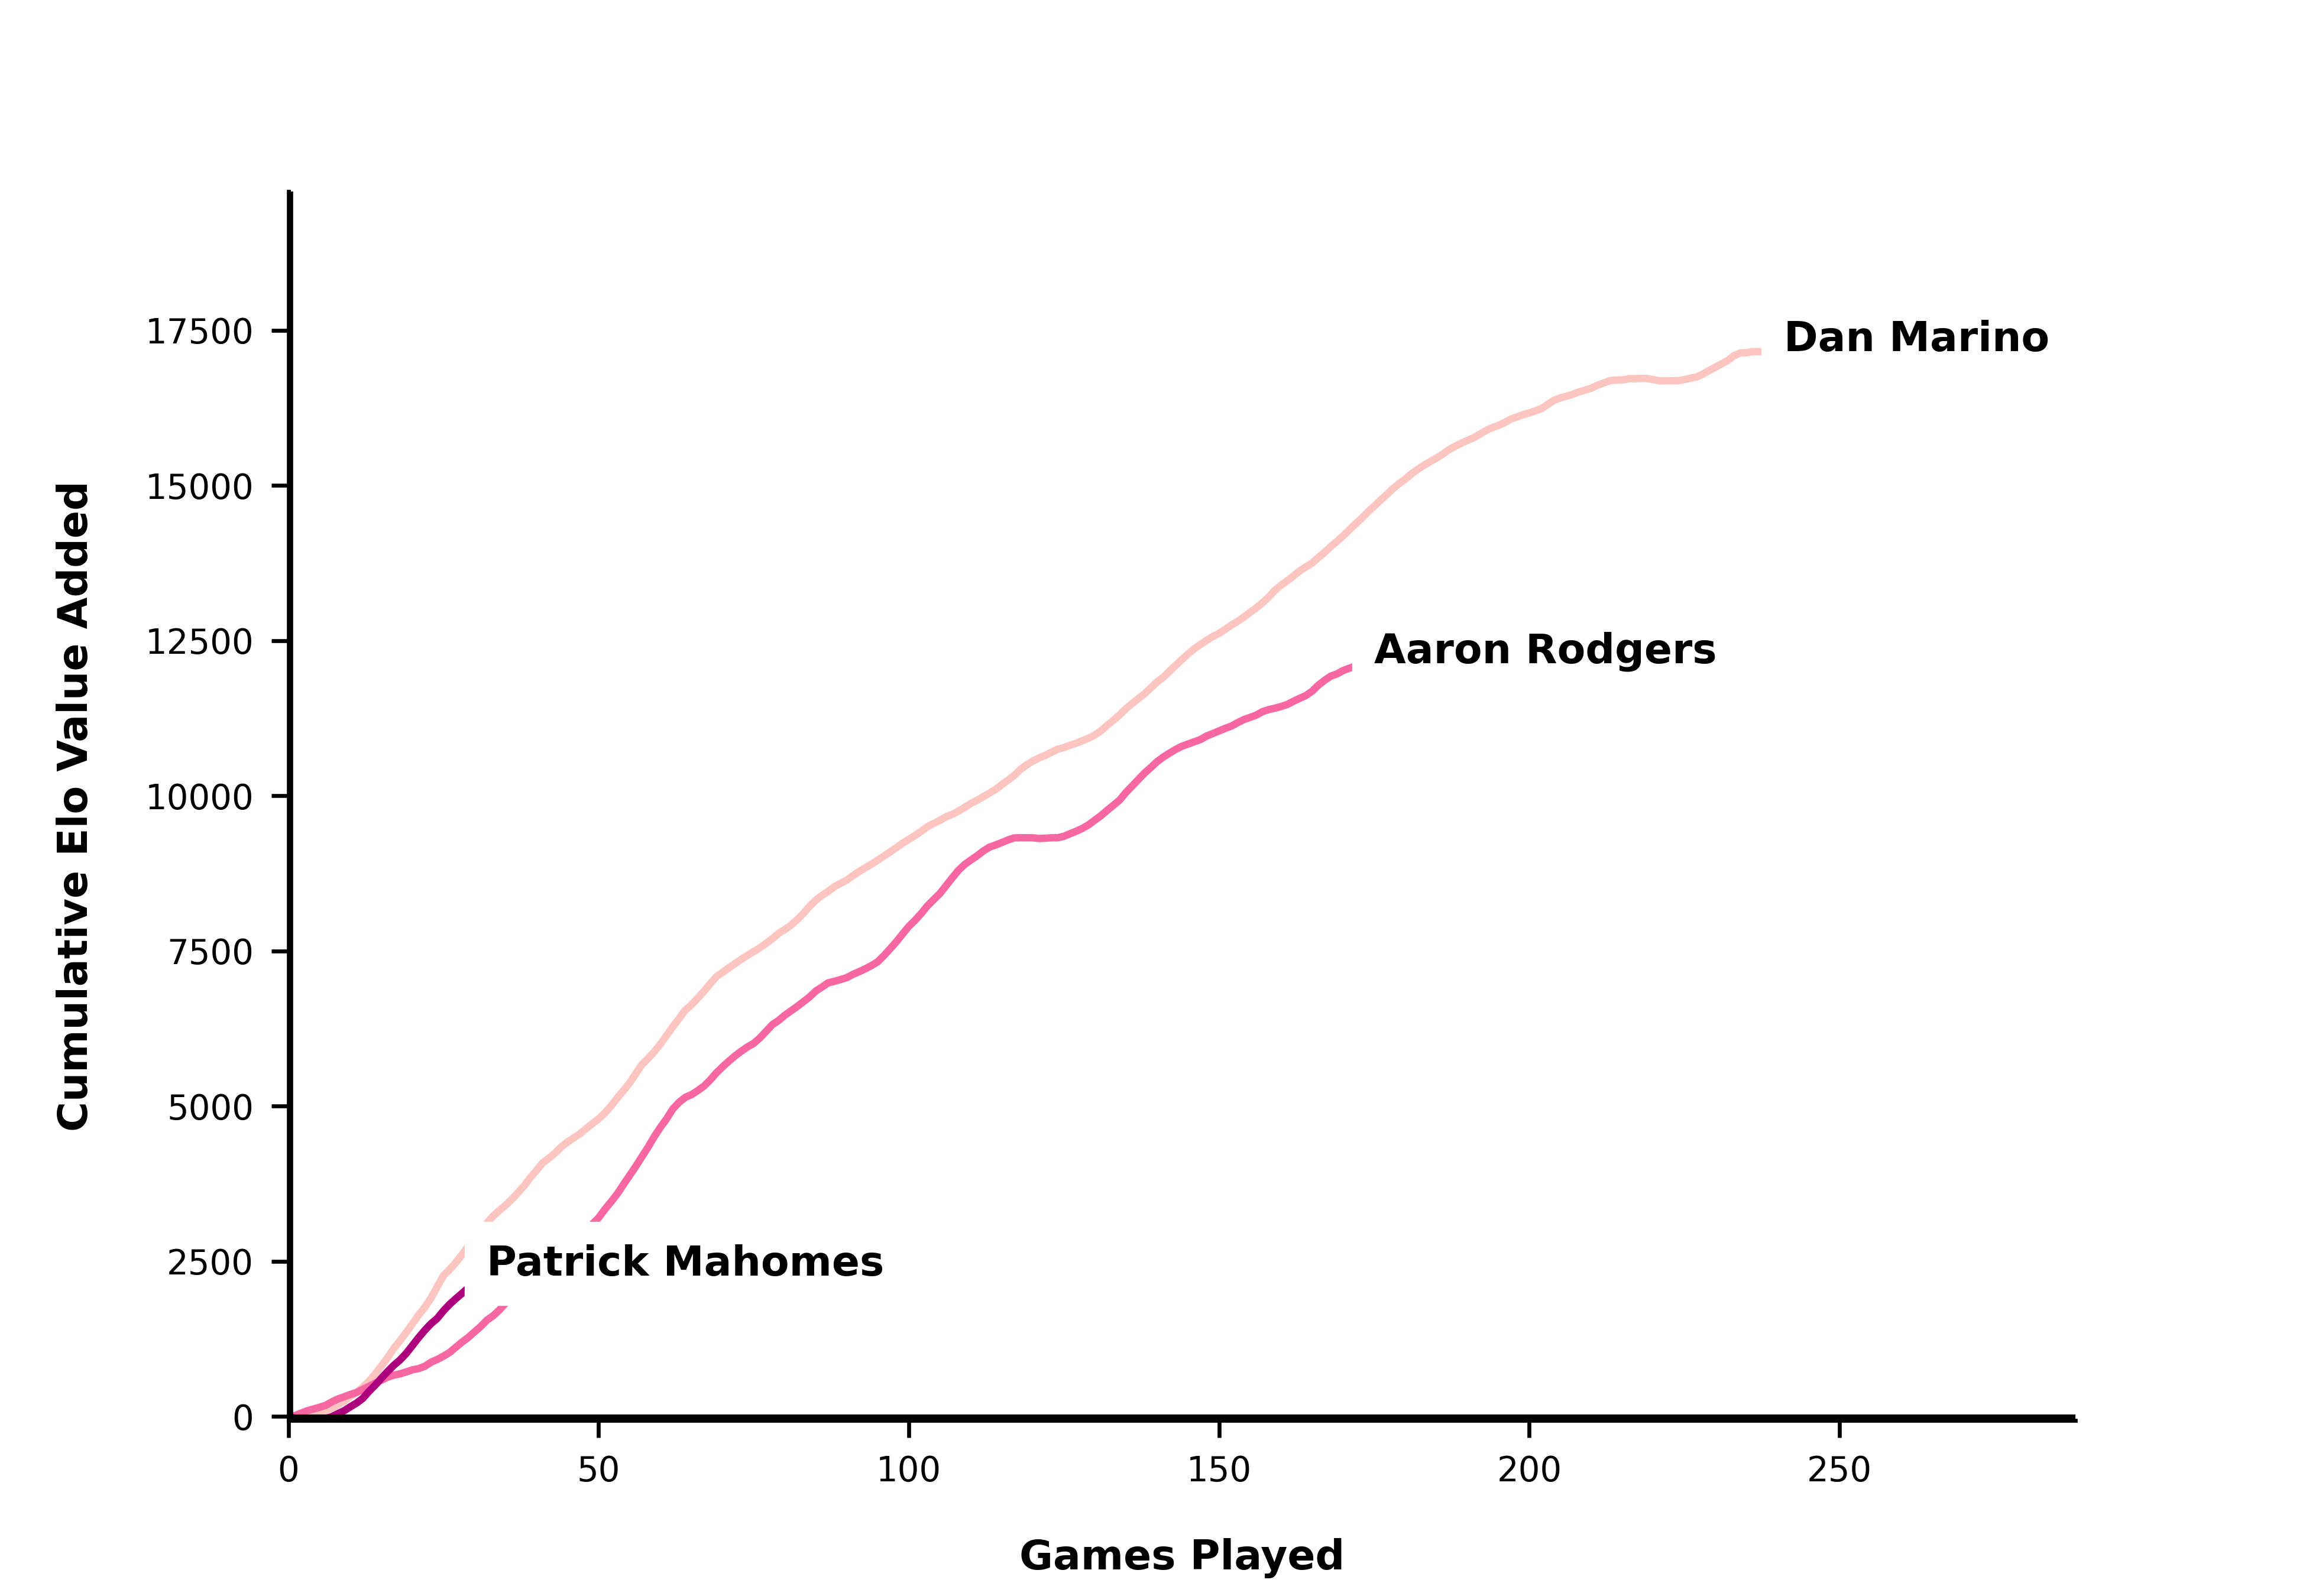 Cumulative Elo Value Added
17500
15000
12500
10000
7500
5000
2500
0
Dan Marino
Aaron Rodgers
Patrick Mahomes
0 50 100 150 200 250
Games Played